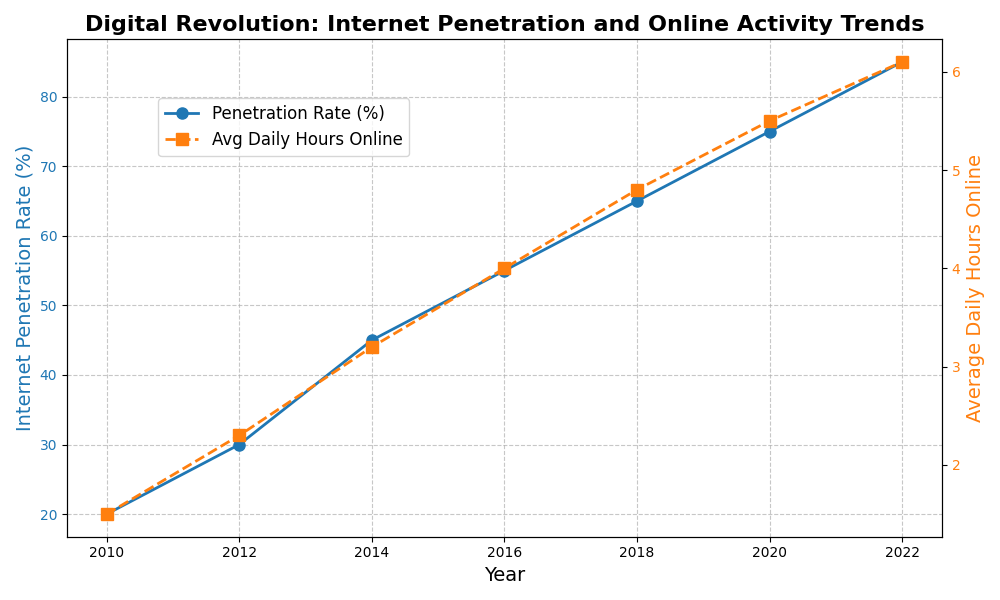 Digital Revolution: Internet Penetration and Online Activity Trends
Penetration Rate (%)
Avg Daily Hours Online
Internet Penetration Rate (%)
80
70
60
50
40
30
20
6
5
4
3
2
Average Daily Hours Online
2010 2012 2014 2016 2018 2020 2022
Year